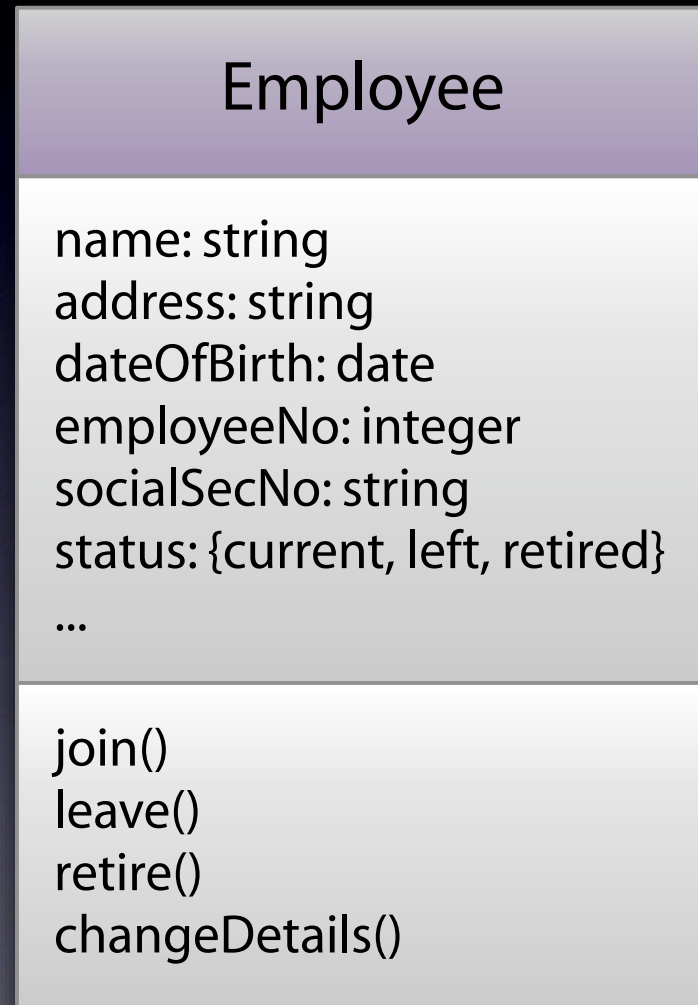 Employee
name: string
address: string
dateOfBirth: date
employeeNo: integer
socialSecNo: string
status: {current, left, retired}
...
join()
leave()
retire()
changeDetails()